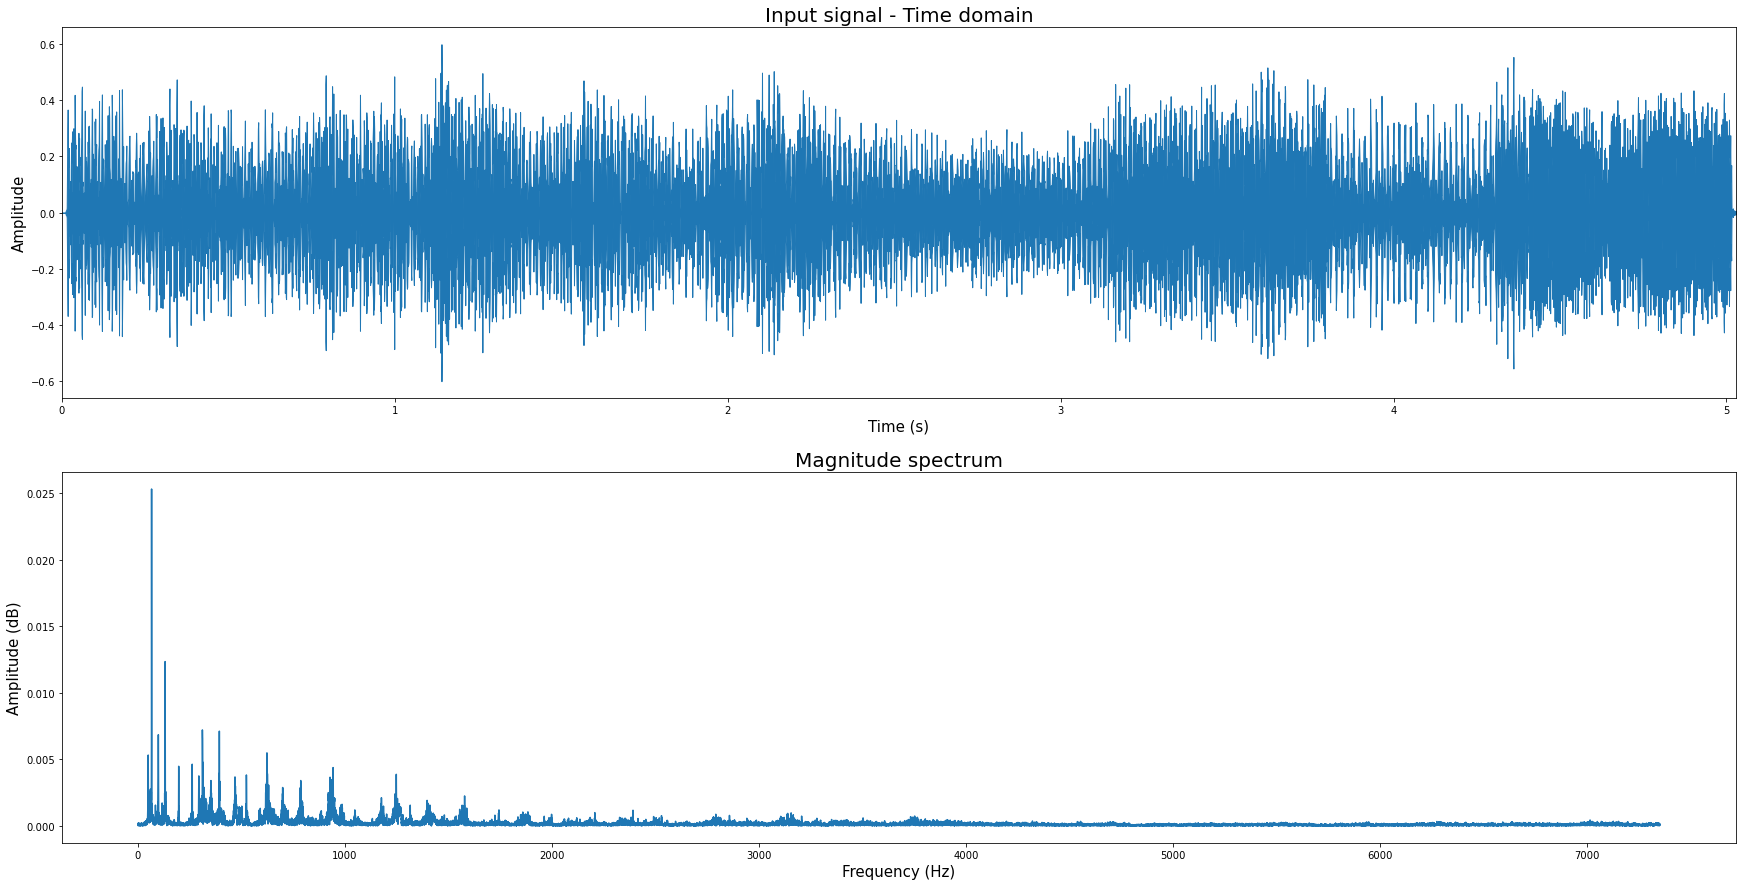 Input signal - Time domain
0.6
0.4
0.2
0.0
−0.2
−0.4
−0.6
Amplitude
0 1 2 3 4 5
Time (s)
Magnitude spectrum
0.025
0.020
0.015
0.010
0.005
0.000
Amplitude (dB)
0 1000 2000 3000 4000 5000 6000 7000
Frequency (Hz)